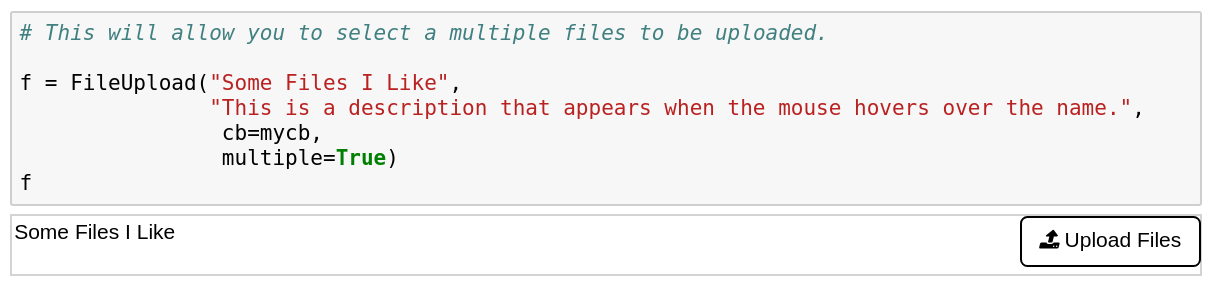 # This will allow you to select a multiple files to be uploaded.
f = FileUpload("Some Files I Like",
"This is a description that appears when the mouse hovers over the name.",
cb=mycb,
multiple=True)
f
Some Files I Like
Upload Files